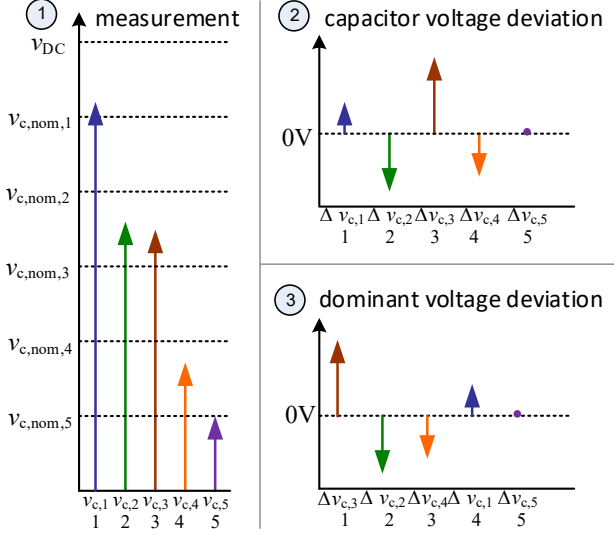 1 measurement
v_DC
v_c,nom,1
v_c,nom,2
v_c,nom,3
v_c,nom,4
v_c,nom,5
v_c,1 v_c,2 v_c,3 v_c,4 v_c,5
1 2 3 4 5
2 capacitor voltage deviation
0V
Δ v_c,1 Δ v_c,2 Δv_c,3 Δv_c,4 Δv_c,5
1 2 3 4 5
3 dominant voltage deviation
0V
Δv_c,3 Δ v_c,2 Δv_c,4 Δ v_c,1 Δv_c,5
1 2 3 4 5